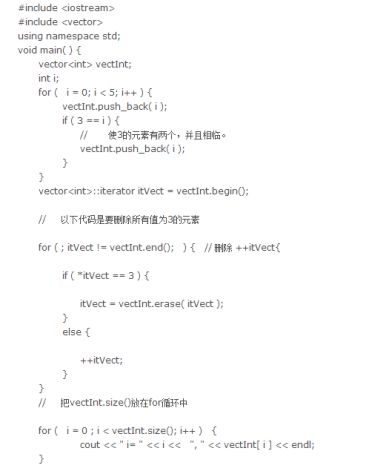 #include <iostream>
#include <vector>
using namespace std;
void main( ) {
vector<int> vectInt;
int i;
for (   i = 0; i < 5; i++ ) {
vectInt.push_back( i );
if ( 3 == i ) {
//     使3的元素有两个，并且相临。
vectInt.push_back( i );
}
}
vector<int>::iterator itVect = vectInt.begin();
//    以下代码是要删除所有值为3的元素
for ( ; itVect != vectInt.end();   ) {   // 删除 ++itVect{
if ( *itVect == 3 ) {
itVect = vectInt.erase( itVect );
}
else {
++itVect;
}
}
//    把vectInt.size()放在for循环中
for (   i = 0 ; i < vectInt.size(); i++ )   {
cout << " i= " << i <<   ", " << vectInt[ i ] << endl;
}